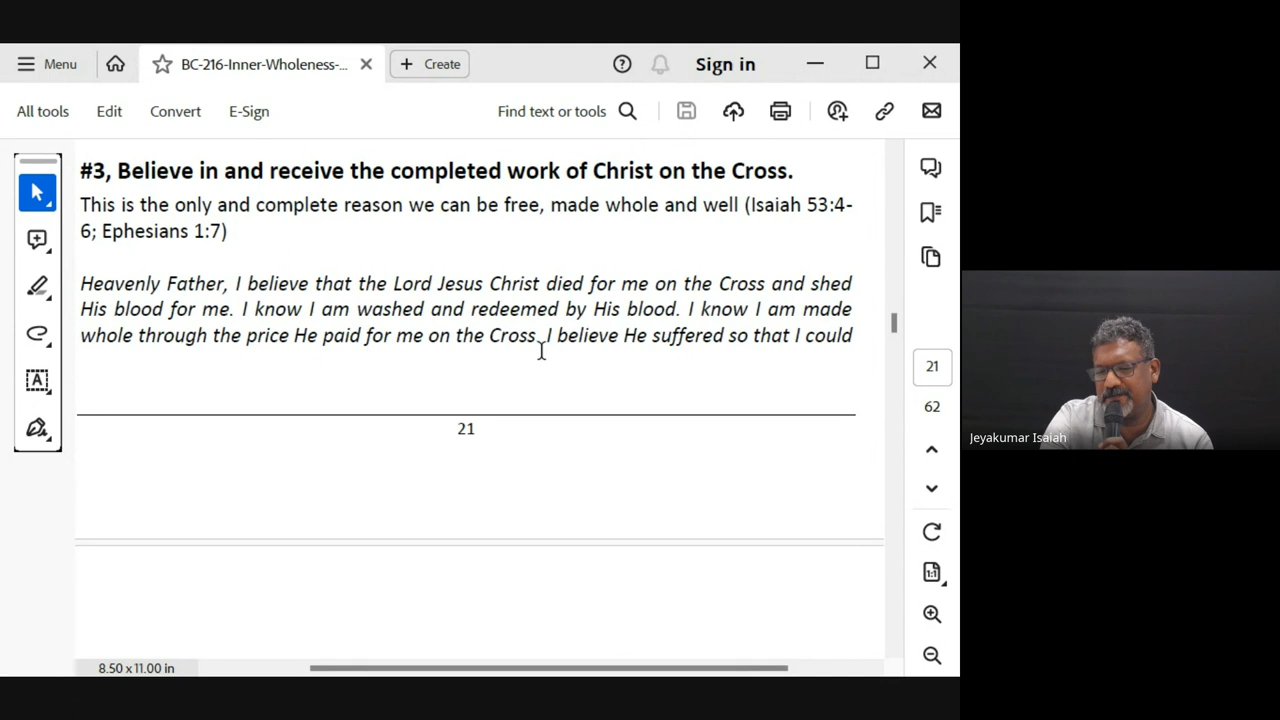 Menu
BC-216-Inner-Wholeness-...
Create
Sign in
All tools
Edit
Convert
E-Sign
Find text or tools
#3, Believe in and receive the completed work of Christ on the Cross.
This is the only and complete reason we can be free, made whole and well (Isaiah 53:4-
6; Ephesians 1:7)
Heavenly Father, I believe that the Lord Jesus Christ died for me on the Cross and shed
His blood for me. I know I am washed and redeemed by His blood. I know I am made
whole through the price He paid for me on the Cross. I believe He suffered so that I could
21
21
62
1:1
8.50 x 11.00 in
Jeyakumar Isaiah